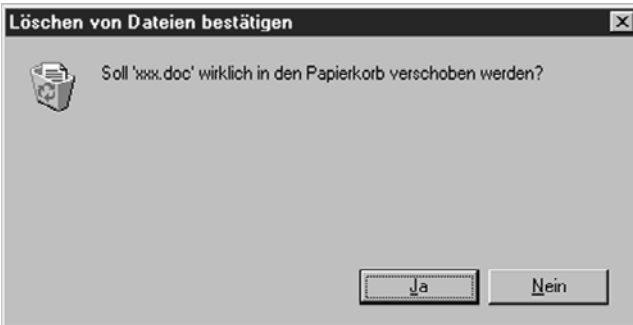 Löschen von Dateien bestätigen
Soll 'xxx.doc' wirklich in den Papierkorb verschoben werden?
Ja
Nein